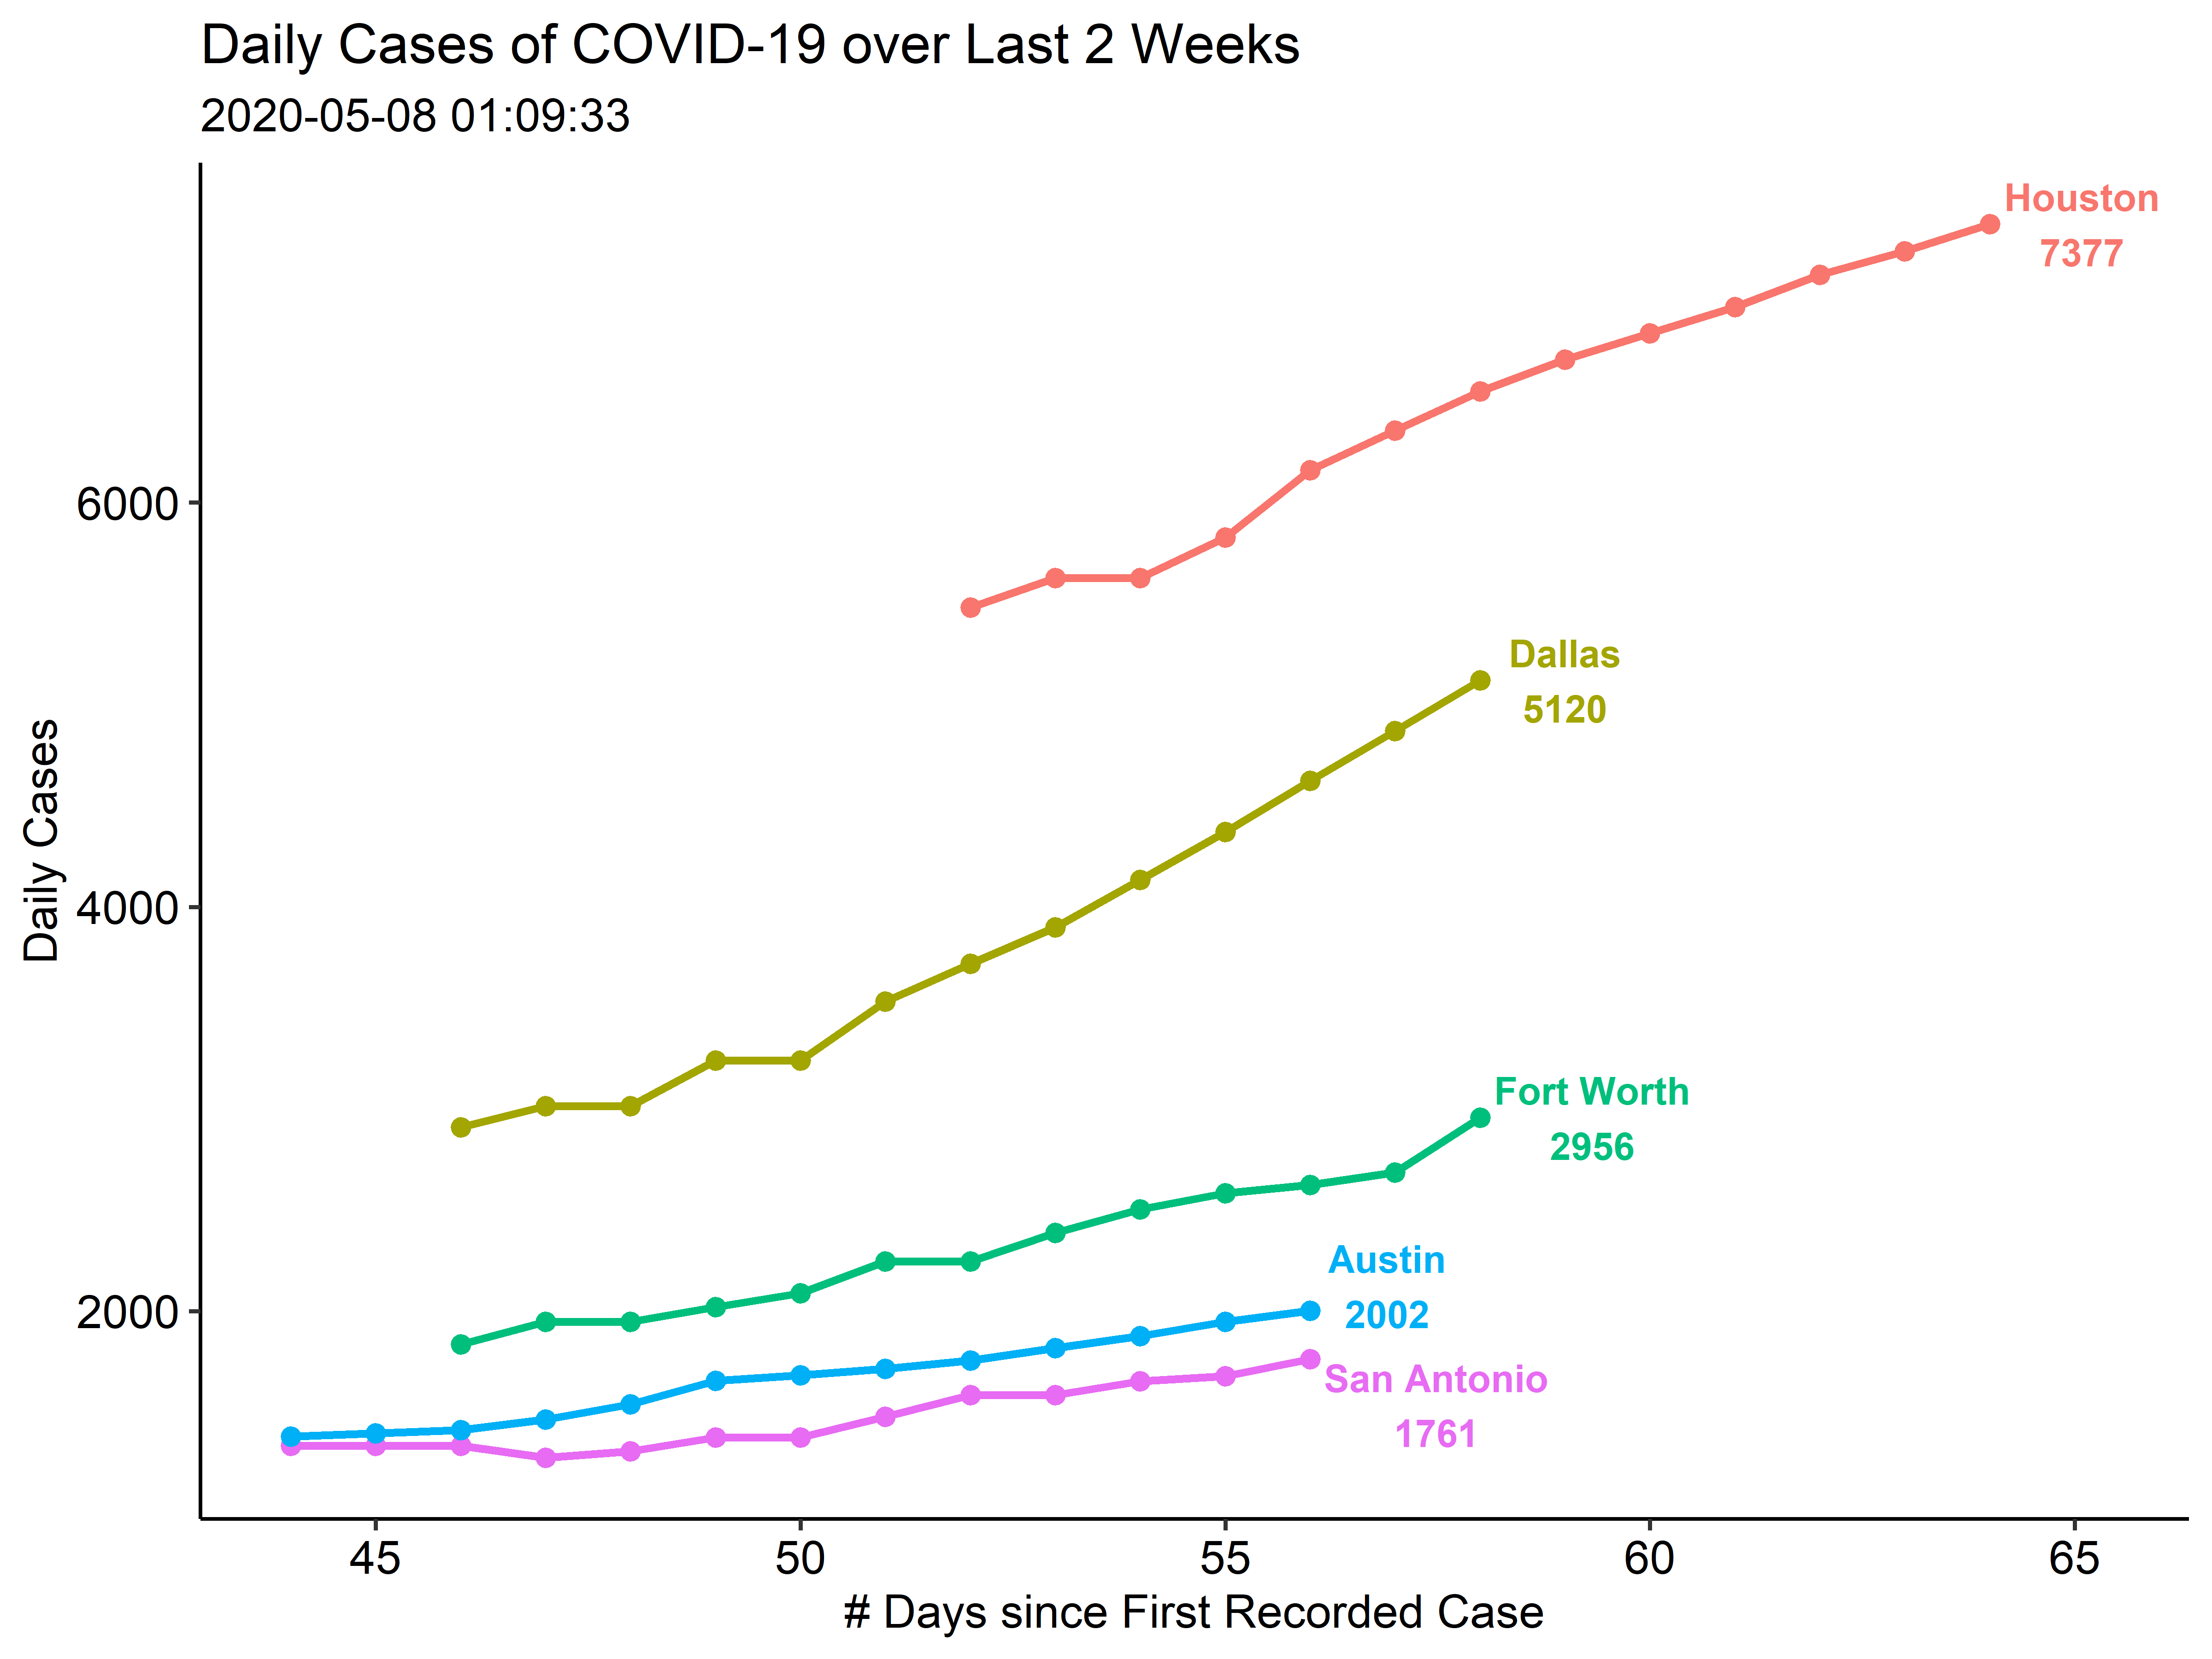 Daily Cases of COVID-19 over Last 2 Weeks
2020-05-08 01:09:33
Houston
7377
6000
Dallas
5120
Daily Cases
4000
Fort Worth
2956
Austin
2002
2000
San Antonio
1761
45 50 55 60 65
# Days since First Recorded Case